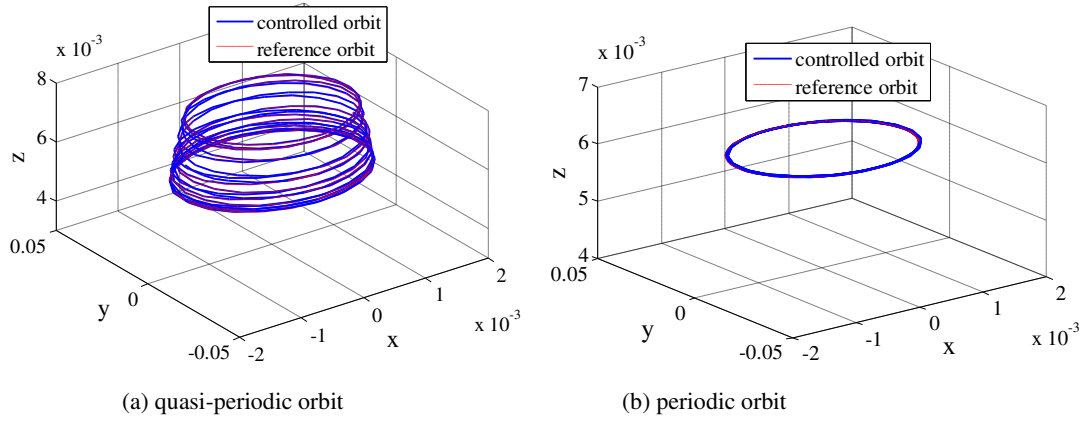 controlled orbit
reference orbit
x 10^-3
8
6
4
z
0.05
0
-0.05
y
-2
-1
0
1
2
x
x 10^-3
(a) quasi-periodic orbit
controlled orbit
reference orbit
x 10^-3
7
6
5
4
z
0.05
0
-0.05
y
-2
-1
0
1
2
x
x 10^-3
(b) periodic orbit